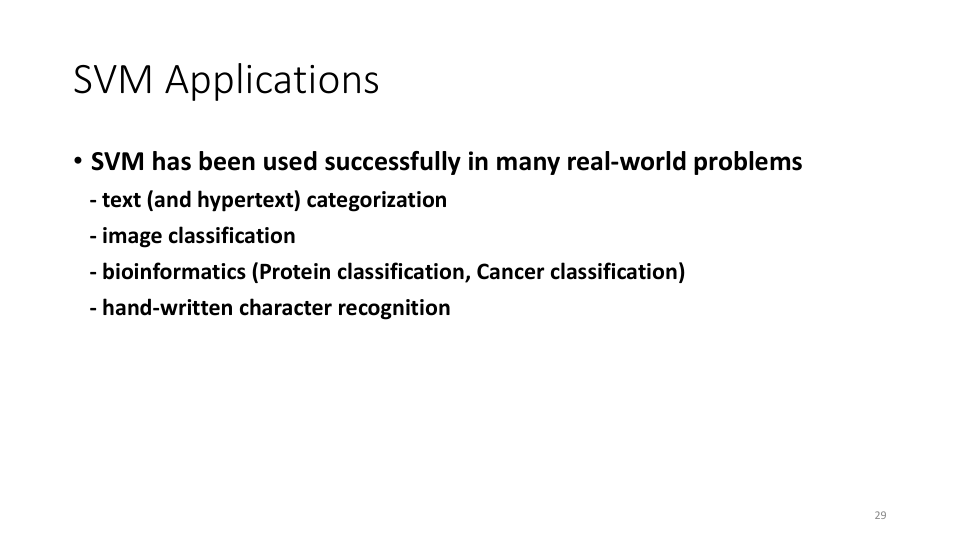 SVM Applications
• SVM has been used successfully in many real-world problems
- text (and hypertext) categorization
- image classification
- bioinformatics (Protein classification, Cancer classification)
- hand-written character recognition
29